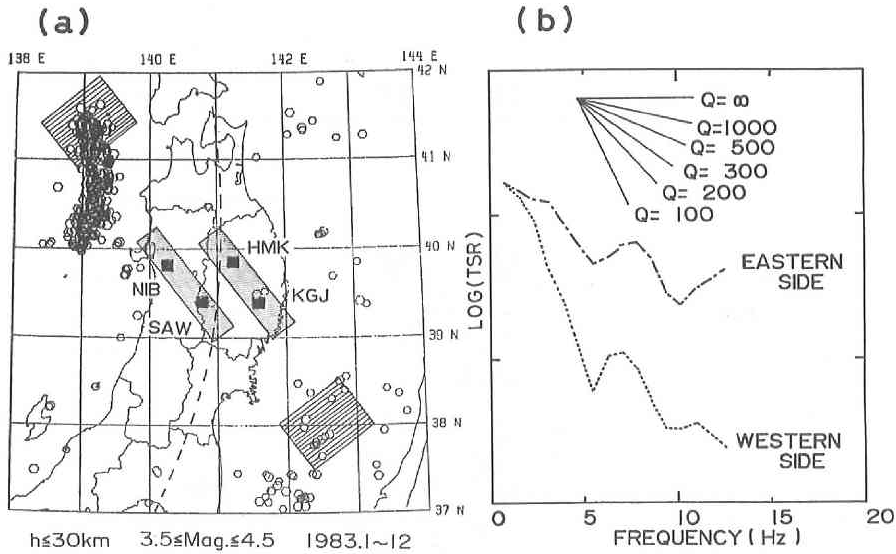 (a)
138 E 140 E 142 E 144 E
42 N
41 N
40 N
39 N
38 N
37 N
HMK
NIB
KGJ
SAW
h≤30km 3.5≤Mag.≤4.5 1983.1~12
(b)
Q=∞
Q=1000
Q= 500
Q= 300
Q= 200
Q= 100
LOG(TSR)
EASTERN
SIDE
WESTERN
SIDE
0 5 10 15 20
FREQUENCY (Hz)